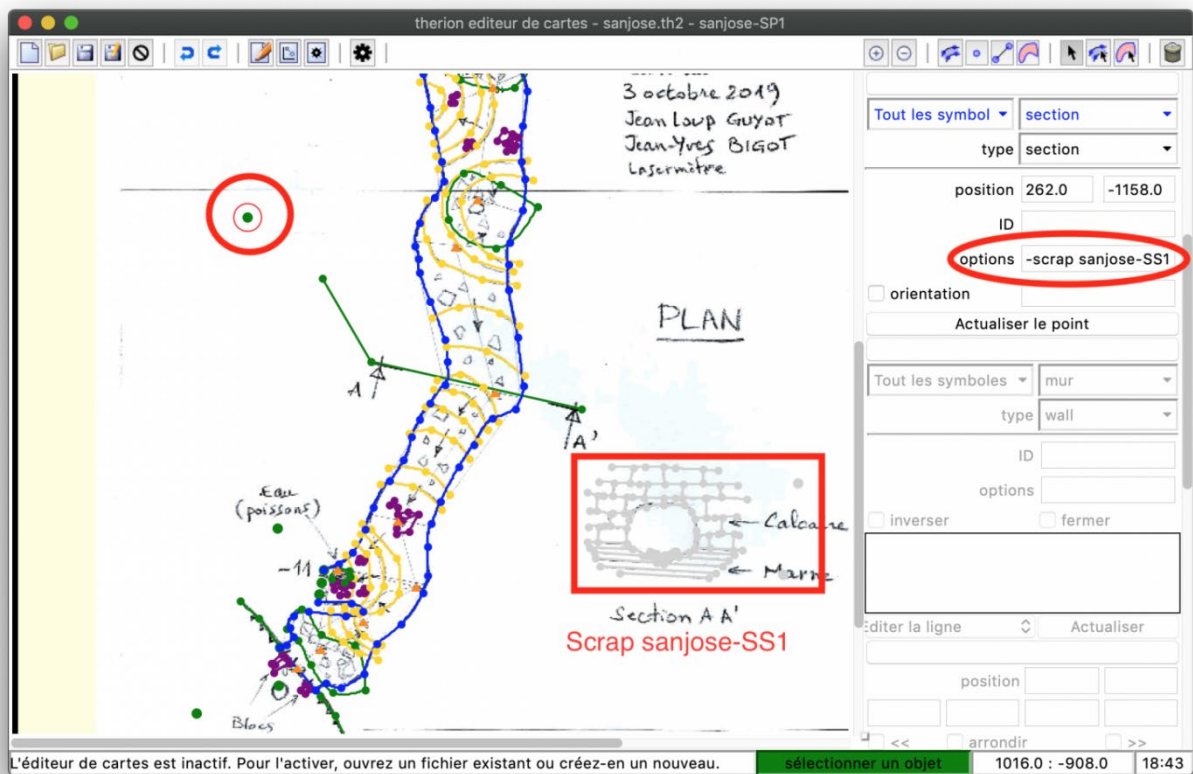 therion editeur de cartes - sanjose.th2 - sanjose-SP1
3 octobre 2019
Jean Loup GUYOT
Jean-Yves BIGOT
Lasermètre
PLAN
A
A'
Eau
(poissons)
-11
Calcaire
Marne
Section A A'
Scrap sanjose-SS1
Blocs
Tout les symbol
section
type
section
position
262.0
-1158.0
ID
options
-scrap sanjose-SS1
orientation
Actualiser le point
Tout les symboles
mur
type
wall
ID
options
inverser
fermer
Editer la ligne
Actualiser
position
<<
arrondir
>>
L'éditeur de cartes est inactif. Pour l'activer, ouvrez un fichier existant ou créez-en un nouveau.
sélectionner un objet
1016.0 : -908.0
18:43